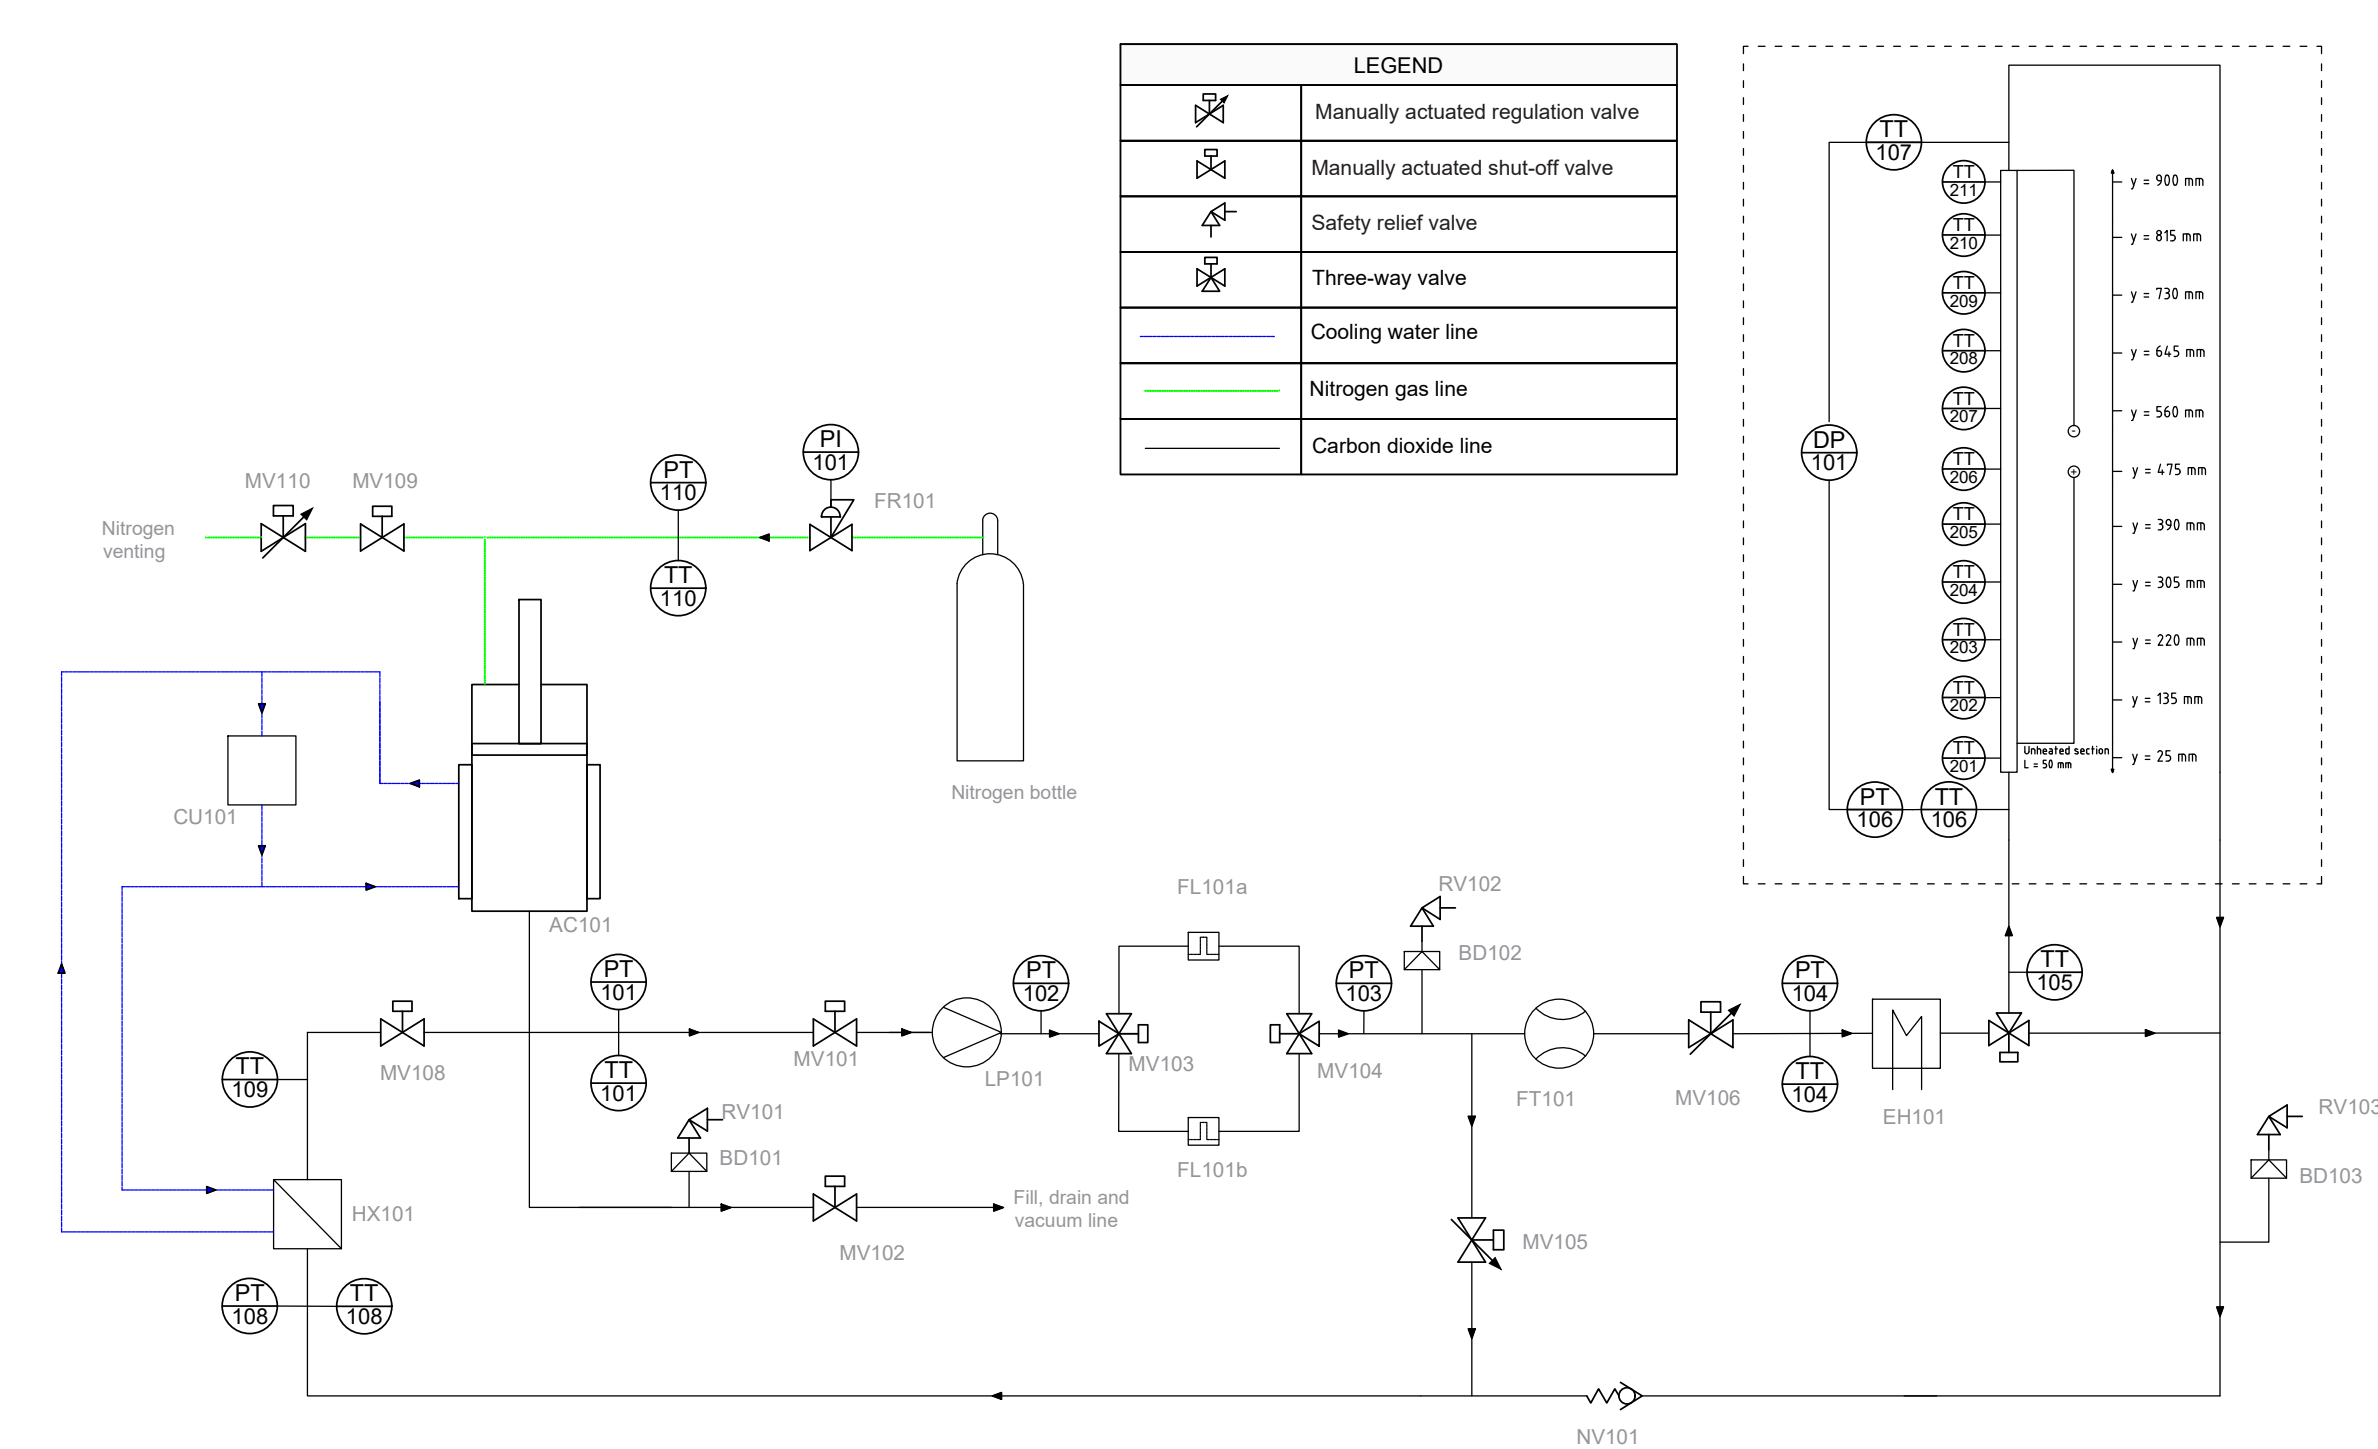 LEGEND
Manually actuated regulation valve
Manually actuated shut-off valve
Safety relief valve
Three-way valve
Cooling water line
Nitrogen gas line
Carbon dioxide line
TT
107
TT
211
y = 900 mm
TT
210
y = 815 mm
TT
209
y = 730 mm
TT
208
y = 645 mm
TT
207
y = 560 mm
DP
101
-
+
TT
206
y = 475 mm
TT
205
y = 390 mm
TT
204
y = 305 mm
TT
203
y = 220 mm
TT
202
y = 135 mm
TT
201
Unheated section
L = 50 mm
y = 25 mm
PT
106
TT
106
MV110
MV109
PT
110
PI
101
FR101
Nitrogen
venting
TT
110
Nitrogen bottle
CU101
AC101
FL101a
RV102
BD102
PT
101
PT
102
PT
103
PT
104
TT
105
MV108
TT
109
TT
101
MV101
LP101
MV103
MV104
FT101
MV106
TT
104
EH101
RV101
BD101
RV103
BD103
FL101b
Fill, drain and
vacuum line
HX101
MV102
MV105
PT
108
TT
108
NV101